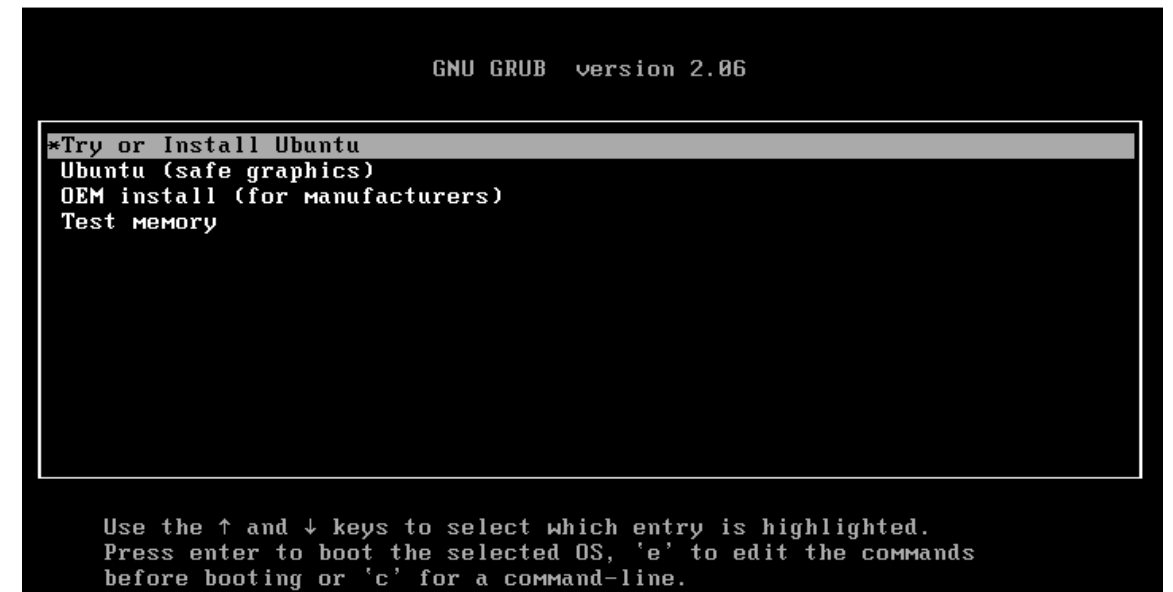 GNU GRUB version 2.06
*Try or Install Ubuntu
Ubuntu (safe graphics)
OEM install (for manufacturers)
Test memory
Use the ↑ and ↓ keys to select which entry is highlighted.
Press enter to boot the selected OS, `e' to edit the commands
before booting or `c' for a command-line.